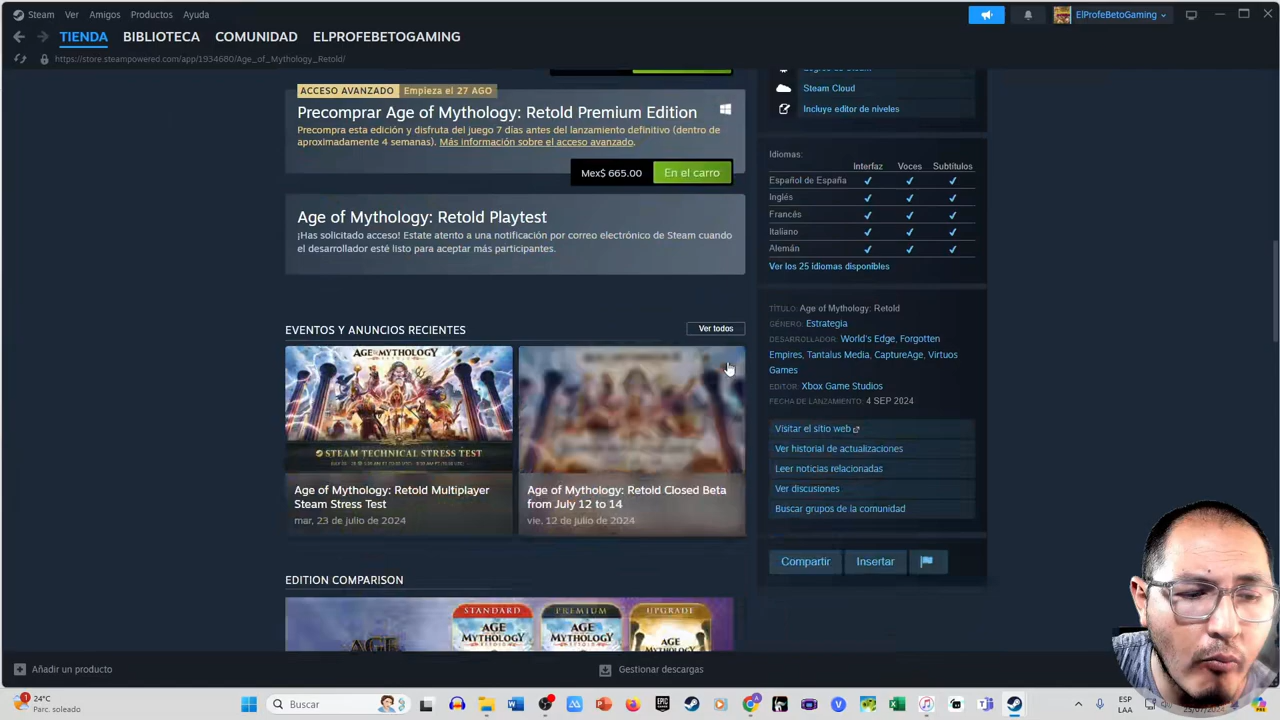 Steam Ver Amigos Productos Ayuda
ElProfeBetoGaming
TIENDA BIBLIOTECA COMUNIDAD ELPROFEBETOGAMING
https://store.steampowered.com/app/1934680/Age_of_Mythology_Retold/
ACCESO AVANZADO Empieza el 27 AGO
Precomprar Age of Mythology: Retold Premium Edition
Precompra esta edición y disfruta del juego 7 días antes del lanzamiento definitivo (dentro de
aproximadamente 4 semanas). Más información sobre el acceso avanzado.
Mex$ 665.00 En el carro
Age of Mythology: Retold Playtest
¡Has solicitado acceso! Estate atento a una notificación por correo electrónico de Steam cuando
el desarrollador esté listo para aceptar más participantes.
EVENTOS Y ANUNCIOS RECIENTES Ver todos
AGE OF MYTHOLOGY
RETOLD
STEAM TECHNICAL STRESS TEST
Age of Mythology: Retold Multiplayer
Steam Stress Test
mar, 23 de julio de 2024
Age of Mythology: Retold Closed Beta
from July 12 to 14
vie, 12 de julio de 2024
EDITION COMPARISON
STANDARD PREMIUM UPGRADE
AGE MYTHOLOGY
AGE MYTHOLOGY
AGE
Steam Cloud
Incluye editor de niveles
Idiomas:
Interfaz Voces Subtítulos
Español de España ✓ ✓ ✓
Inglés ✓ ✓ ✓
Francés ✓ ✓ ✓
Italiano ✓ ✓ ✓
Alemán ✓ ✓ ✓
Ver los 25 idiomas disponibles
TÍTULO: Age of Mythology: Retold
GÉNERO: Estrategia
DESARROLLADOR: World's Edge, Forgotten
Empires, Tantalus Media, CaptureAge, Virtuos
Games
EDITOR: Xbox Game Studios
FECHA DE LANZAMIENTO: 4 SEP 2024
Visitar el sitio web
Ver historial de actualizaciones
Leer noticias relacionadas
Ver discusiones
Buscar grupos de la comunidad
Compartir Insertar
Añadir un producto Gestionar descargas
1 24°C
Parc. soleado
Buscar
ESP
LAA